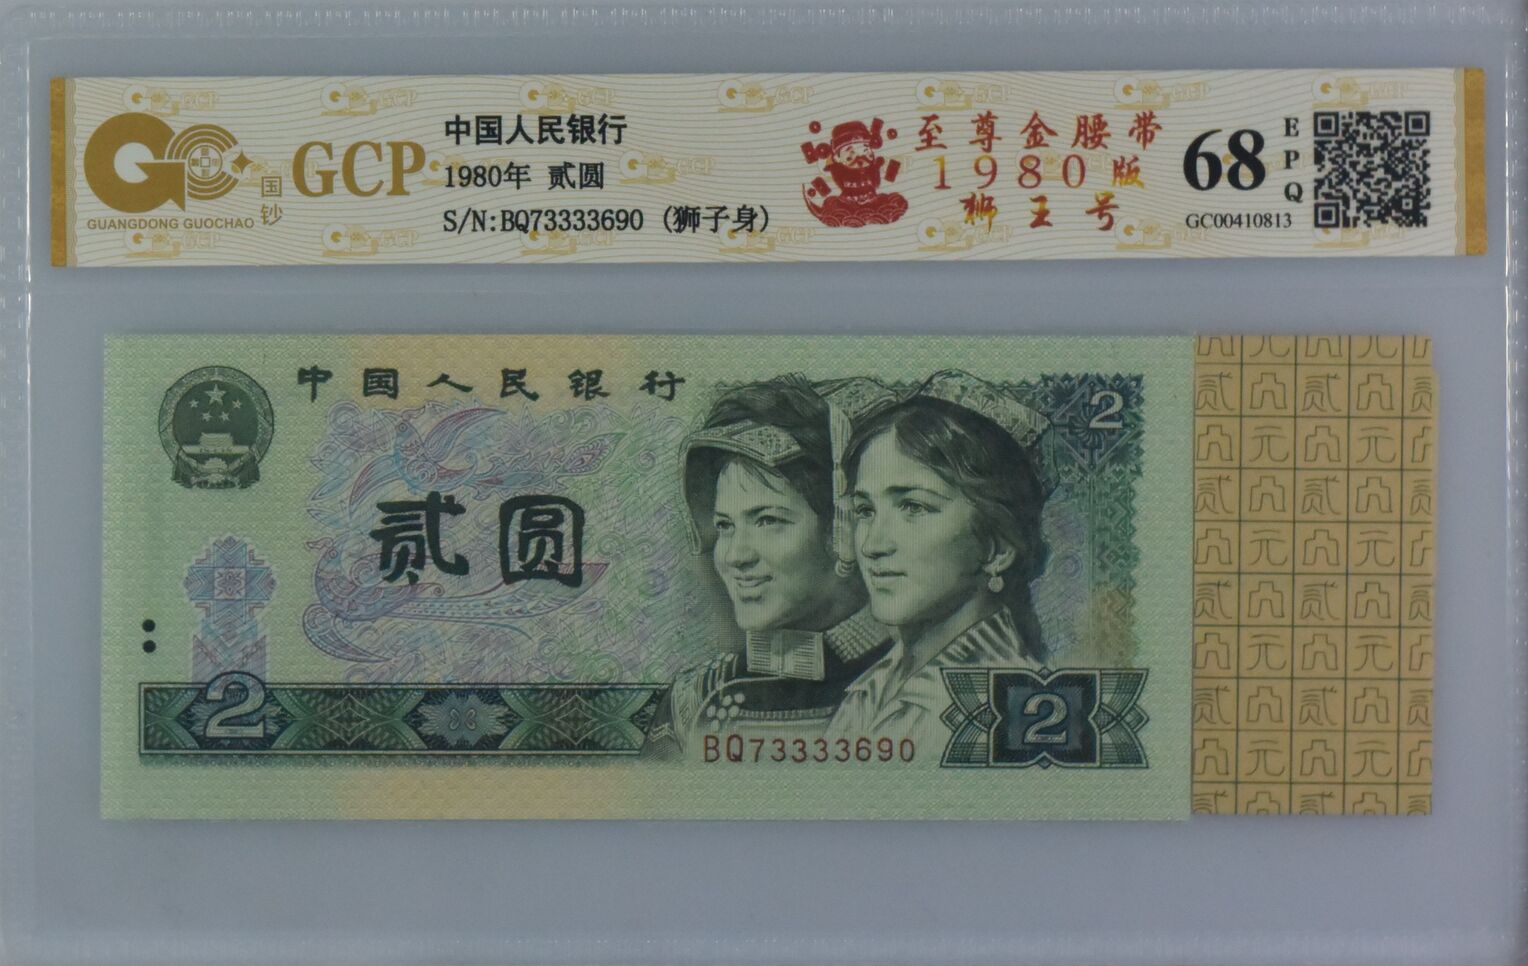 GUANGDONG GUOCHAO
国钞
GCP
中国人民银行
1980年 贰圆
S/N:BQ73333690 (狮子身)
至尊金腰带
1980版
狮王号
68
EPQ
GC00410813
中国人民银行
2
贰圆
2
BQ73333690
2